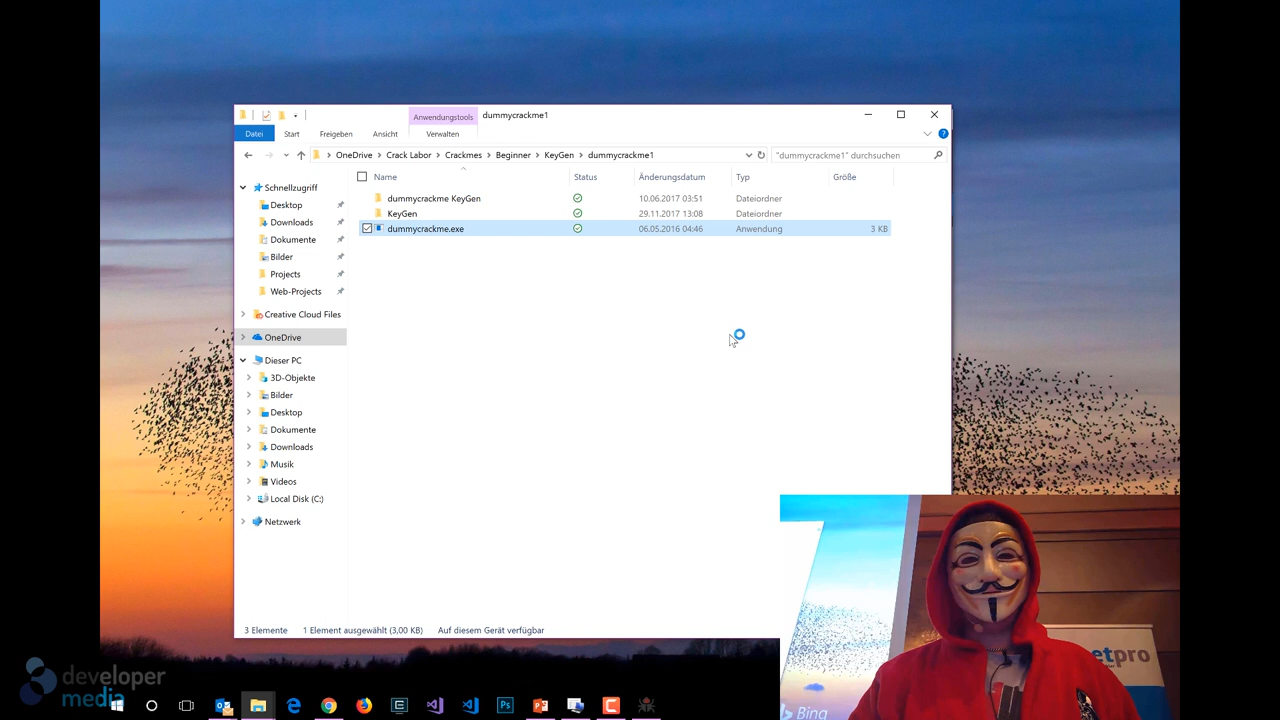 Anwendungstools dummycrackme1
Datei Start Freigeben Ansicht Verwalten
OneDrive Crack Labor Crackmes Beginner KeyGen dummycrackme1 "dummycrackme1" durchsuchen
Name Status Änderungsdatum Typ Größe
dummycrackme KeyGen 10.06.2017 03:51 Dateiordner
KeyGen 29.11.2017 13:08 Dateiordner
dummycrackme.exe 06.05.2016 04:46 Anwendung 3 KB
Schnellzugriff
Desktop
Downloads
Dokumente
Bilder
Projects
Web-Projects
Creative Cloud Files
OneDrive
Dieser PC
3D-Objekte
Bilder
Desktop
Dokumente
Downloads
Musik
Videos
Local Disk (C:)
Netzwerk
3 Elemente 1 Element ausgewählt (3,00 KB) Auf diesem Gerät verfügbar
etpro
developer
media
Ps
Bing